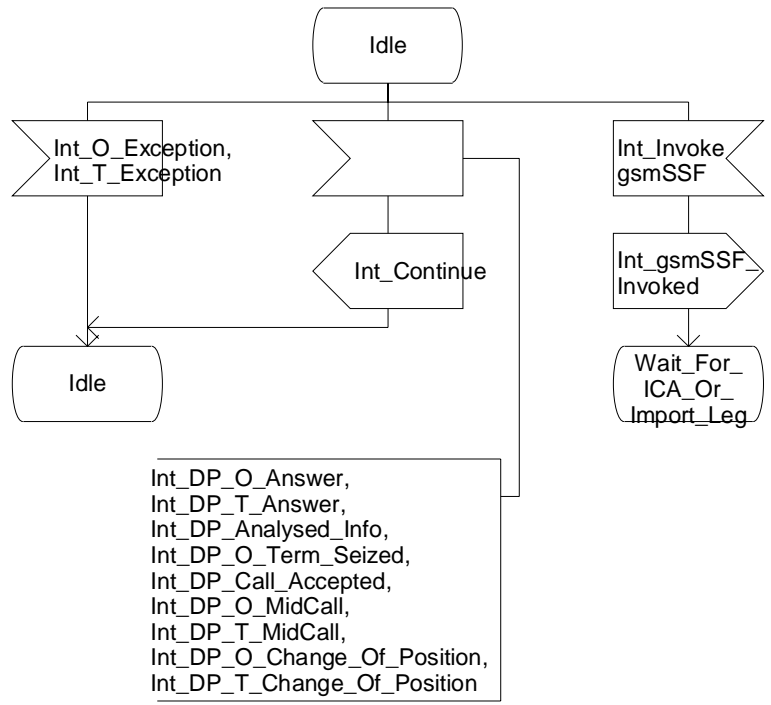 Idle
Int_O_Exception,
Int_T_Exception
Int_Invoke
gsmSSF
Int_Continue
Int_gsmSSF_
Invoked
Idle
Wait_For_
ICA_Or_
Import_Leg
Int_DP_O_Answer,
Int_DP_T_Answer,
Int_DP_Analysed_Info,
Int_DP_O_Term_Seized,
Int_DP_Call_Accepted,
Int_DP_O_MidCall,
Int_DP_T_MidCall,
Int_DP_O_Change_Of_Position,
Int_DP_T_Change_Of_Position